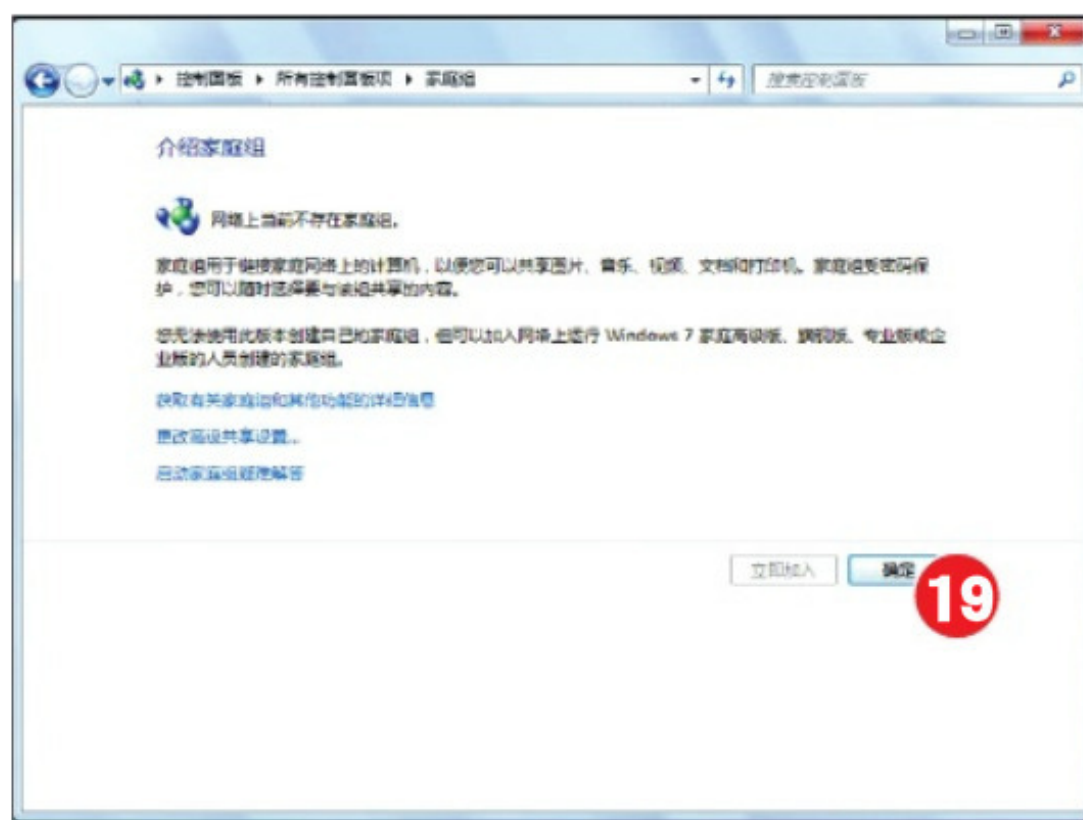 控制面板 ▸ 所有控制面板项 ▸ 家庭组
搜索控制面板
介绍家庭组
网络上当前不存在家庭组。
家庭组用于链接家庭网络上的计算机，以便您可以共享图片、音乐、视频、文档和打印机。家庭组受密码保
护，您可以随时选择要与该组共享的内容。
您无法使用此版本创建自己的家庭组，但可以加入网络上运行 Windows 7 家庭高级版、旗舰版、专业版或企
业版的人员创建的家庭组。
获取有关家庭组和其他功能的详细信息
更改高级共享设置...
启动家庭组疑难解答
立即加入
确定
19